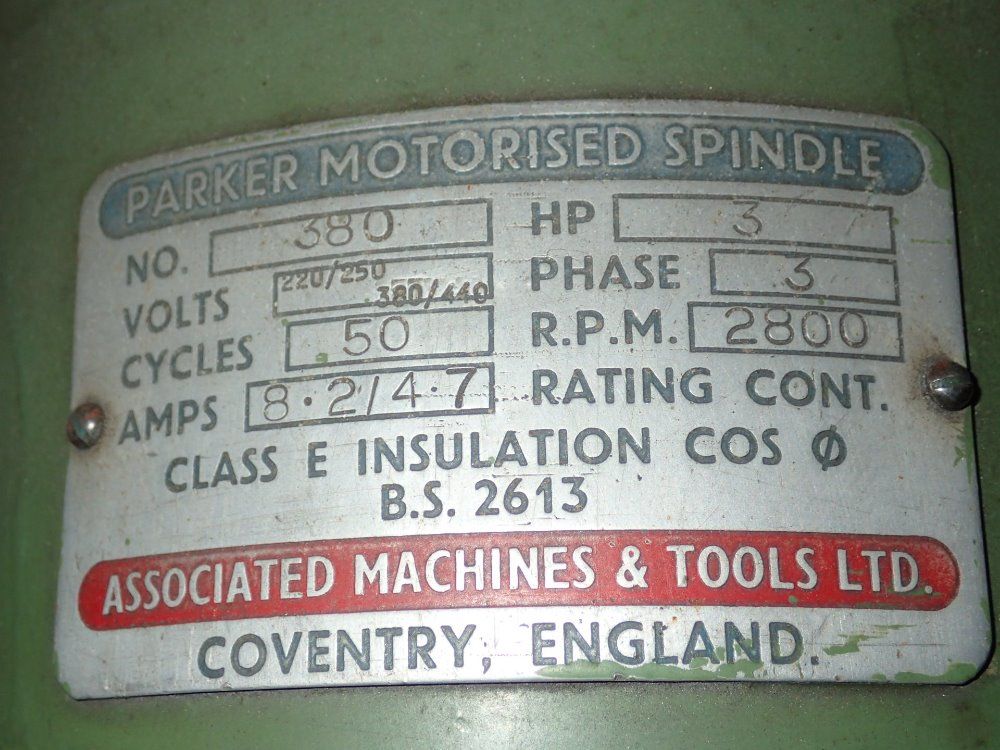 PARKER MOTORISED SPINDLE
NO. 380 HP 3
VOLTS 220/250 380/440 PHASE 3
CYCLES 50 R.P.M. 2800
AMPS 8·2/4·7 RATING CONT.
CLASS E INSULATION COS Ø
B.S. 2613
ASSOCIATED MACHINES & TOOLS LTD.
COVENTRY, ENGLAND.